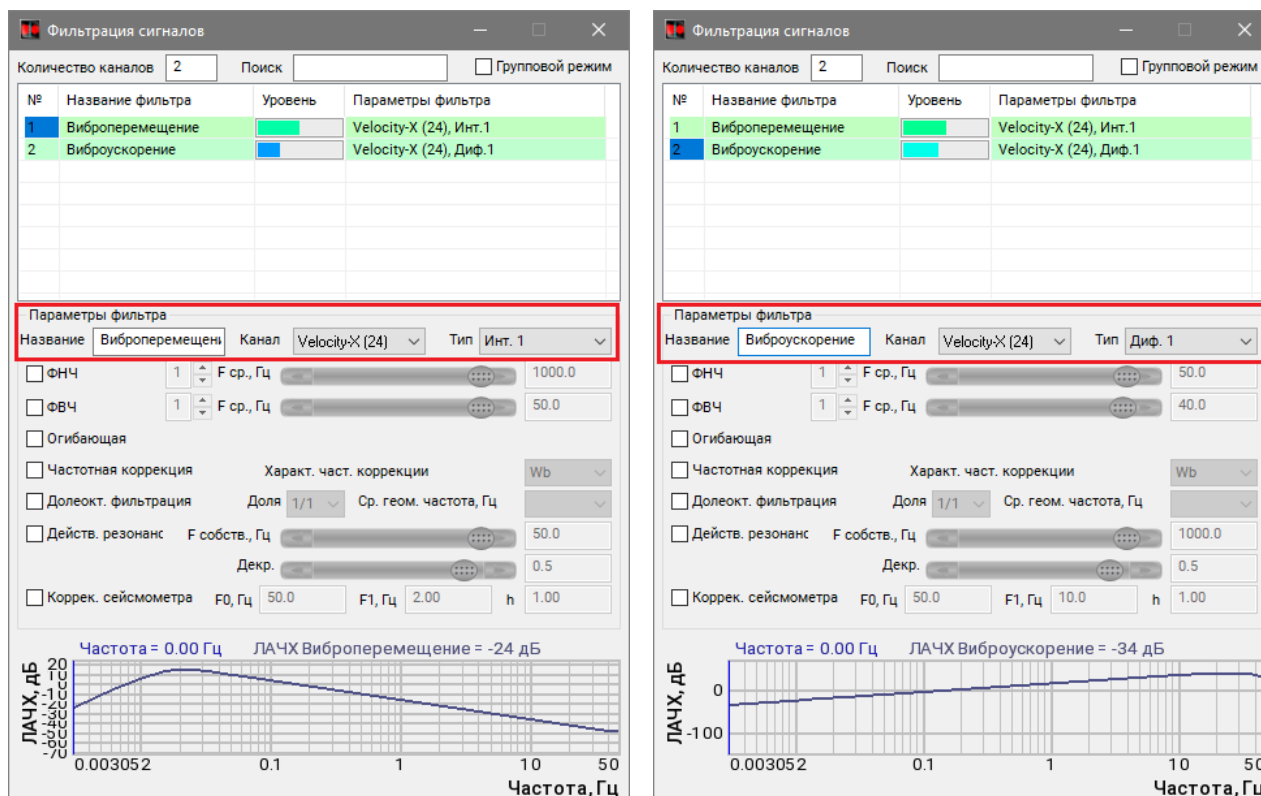 Фильтрация сигналов
Количество каналов 2 Поиск Групповой режим
№ Название фильтра Уровень Параметры фильтра
1 Виброперемещение Velocity-X (24), Инт.1
2 Виброускорение Velocity-X (24), Диф.1
Параметры фильтра
Название Виброперемещени Канал Velocity-X (24) Тип Инт. 1
ФНЧ 1 F ср., Гц 1000.0
ФВЧ 1 F ср., Гц 50.0
Огибающая
Частотная коррекция Характ. част. коррекции Wb
Долеокт. фильтрация Доля 1/1 Ср. геом. частота, Гц
Действ. резонанс F собств., Гц 50.0
Декр. 0.5
Коррек. сейсмометра F0, Гц 50.0 F1, Гц 2.00 h 1.00
Частота = 0.00 Гц ЛАЧХ Виброперемещение = -24 дБ
ЛАЧХ, дБ
20
10
0
-10
-20
-30
-40
-50
-60
-70
0.003052 0.1 1 10 50
Частота, Гц
Фильтрация сигналов
Количество каналов 2 Поиск Групповой режим
№ Название фильтра Уровень Параметры фильтра
1 Виброперемещение Velocity-X (24), Инт.1
2 Виброускорение Velocity-X (24), Диф.1
Параметры фильтра
Название Виброускорение Канал Velocity-X (24) Тип Диф. 1
ФНЧ 1 F ср., Гц 50.0
ФВЧ 1 F ср., Гц 40.0
Огибающая
Частотная коррекция Характ. част. коррекции Wb
Долеокт. фильтрация Доля 1/1 Ср. геом. частота, Гц
Действ. резонанс F собств., Гц 1000.0
Декр. 0.5
Коррек. сейсмометра F0, Гц 50.0 F1, Гц 10.0 h 1.00
Частота = 0.00 Гц ЛАЧХ Виброускорение = -34 дБ
ЛАЧХ, дБ
0
-100
0.003052 0.1 1 10 50
Частота, Гц